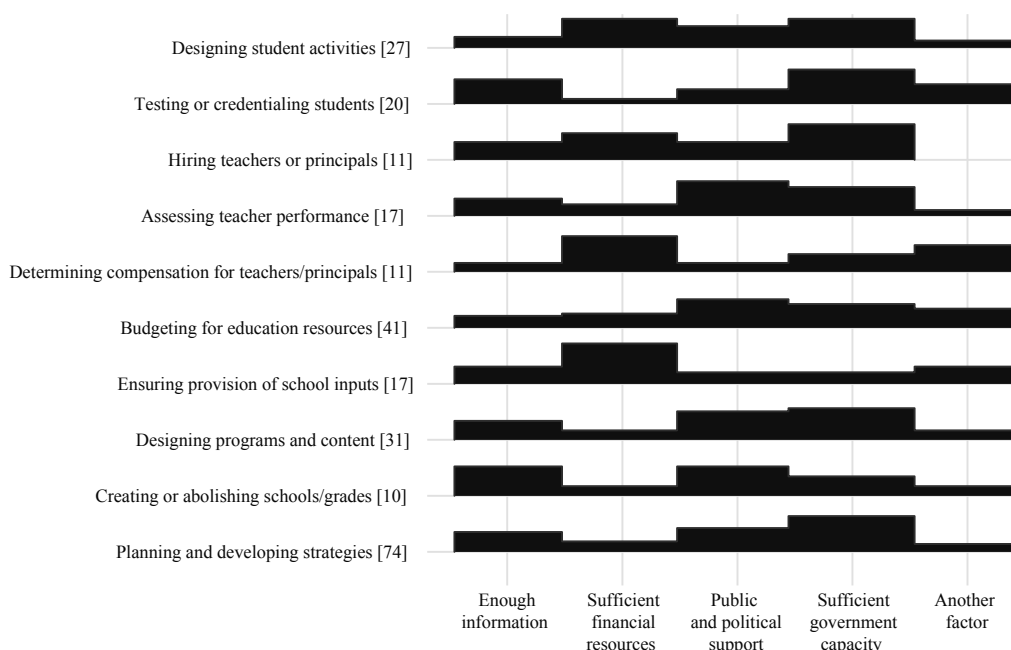 Designing student activities [27]
Testing or credentialing students [20]
Hiring teachers or principals [11]
Assessing teacher performance [17]
Determining compensation for teachers/principals [11]
Budgeting for education resources [41]
Ensuring provision of school inputs [17]
Designing programs and content [31]
Creating or abolishing schools/grades [10]
Planning and developing strategies [74]
Enough
information
Sufficient
financial
resources
Public
and political
support
Sufficient
government
capacity
Another
factor